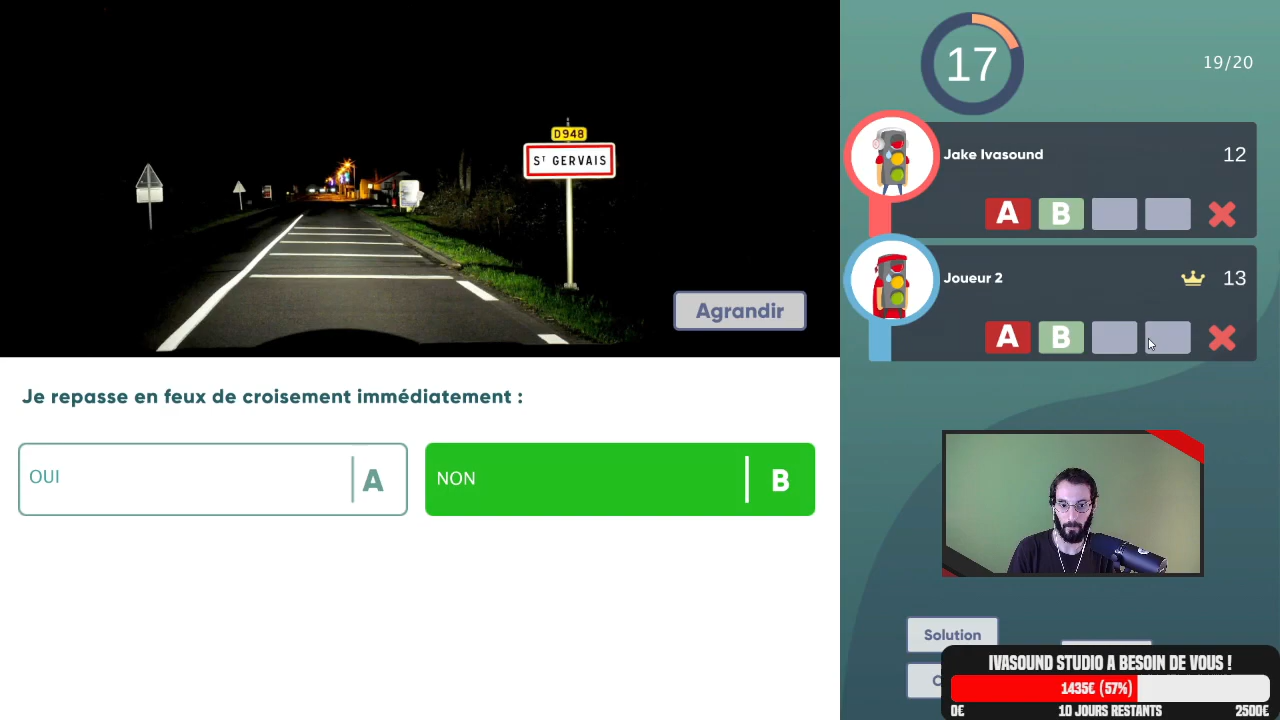 D948
ST GERVAIS
Agrandir
Je repasse en feux de croisement immédiatement :
OUI
A
NON
B
17
19/20
Jake Ivasound
12
A
B
Joueur 2
13
A
B
Solution
IVASOUND STUDIO A BESOIN DE VOUS !
1435€ (57%)
0€
10 JOURS RESTANTS
2500€